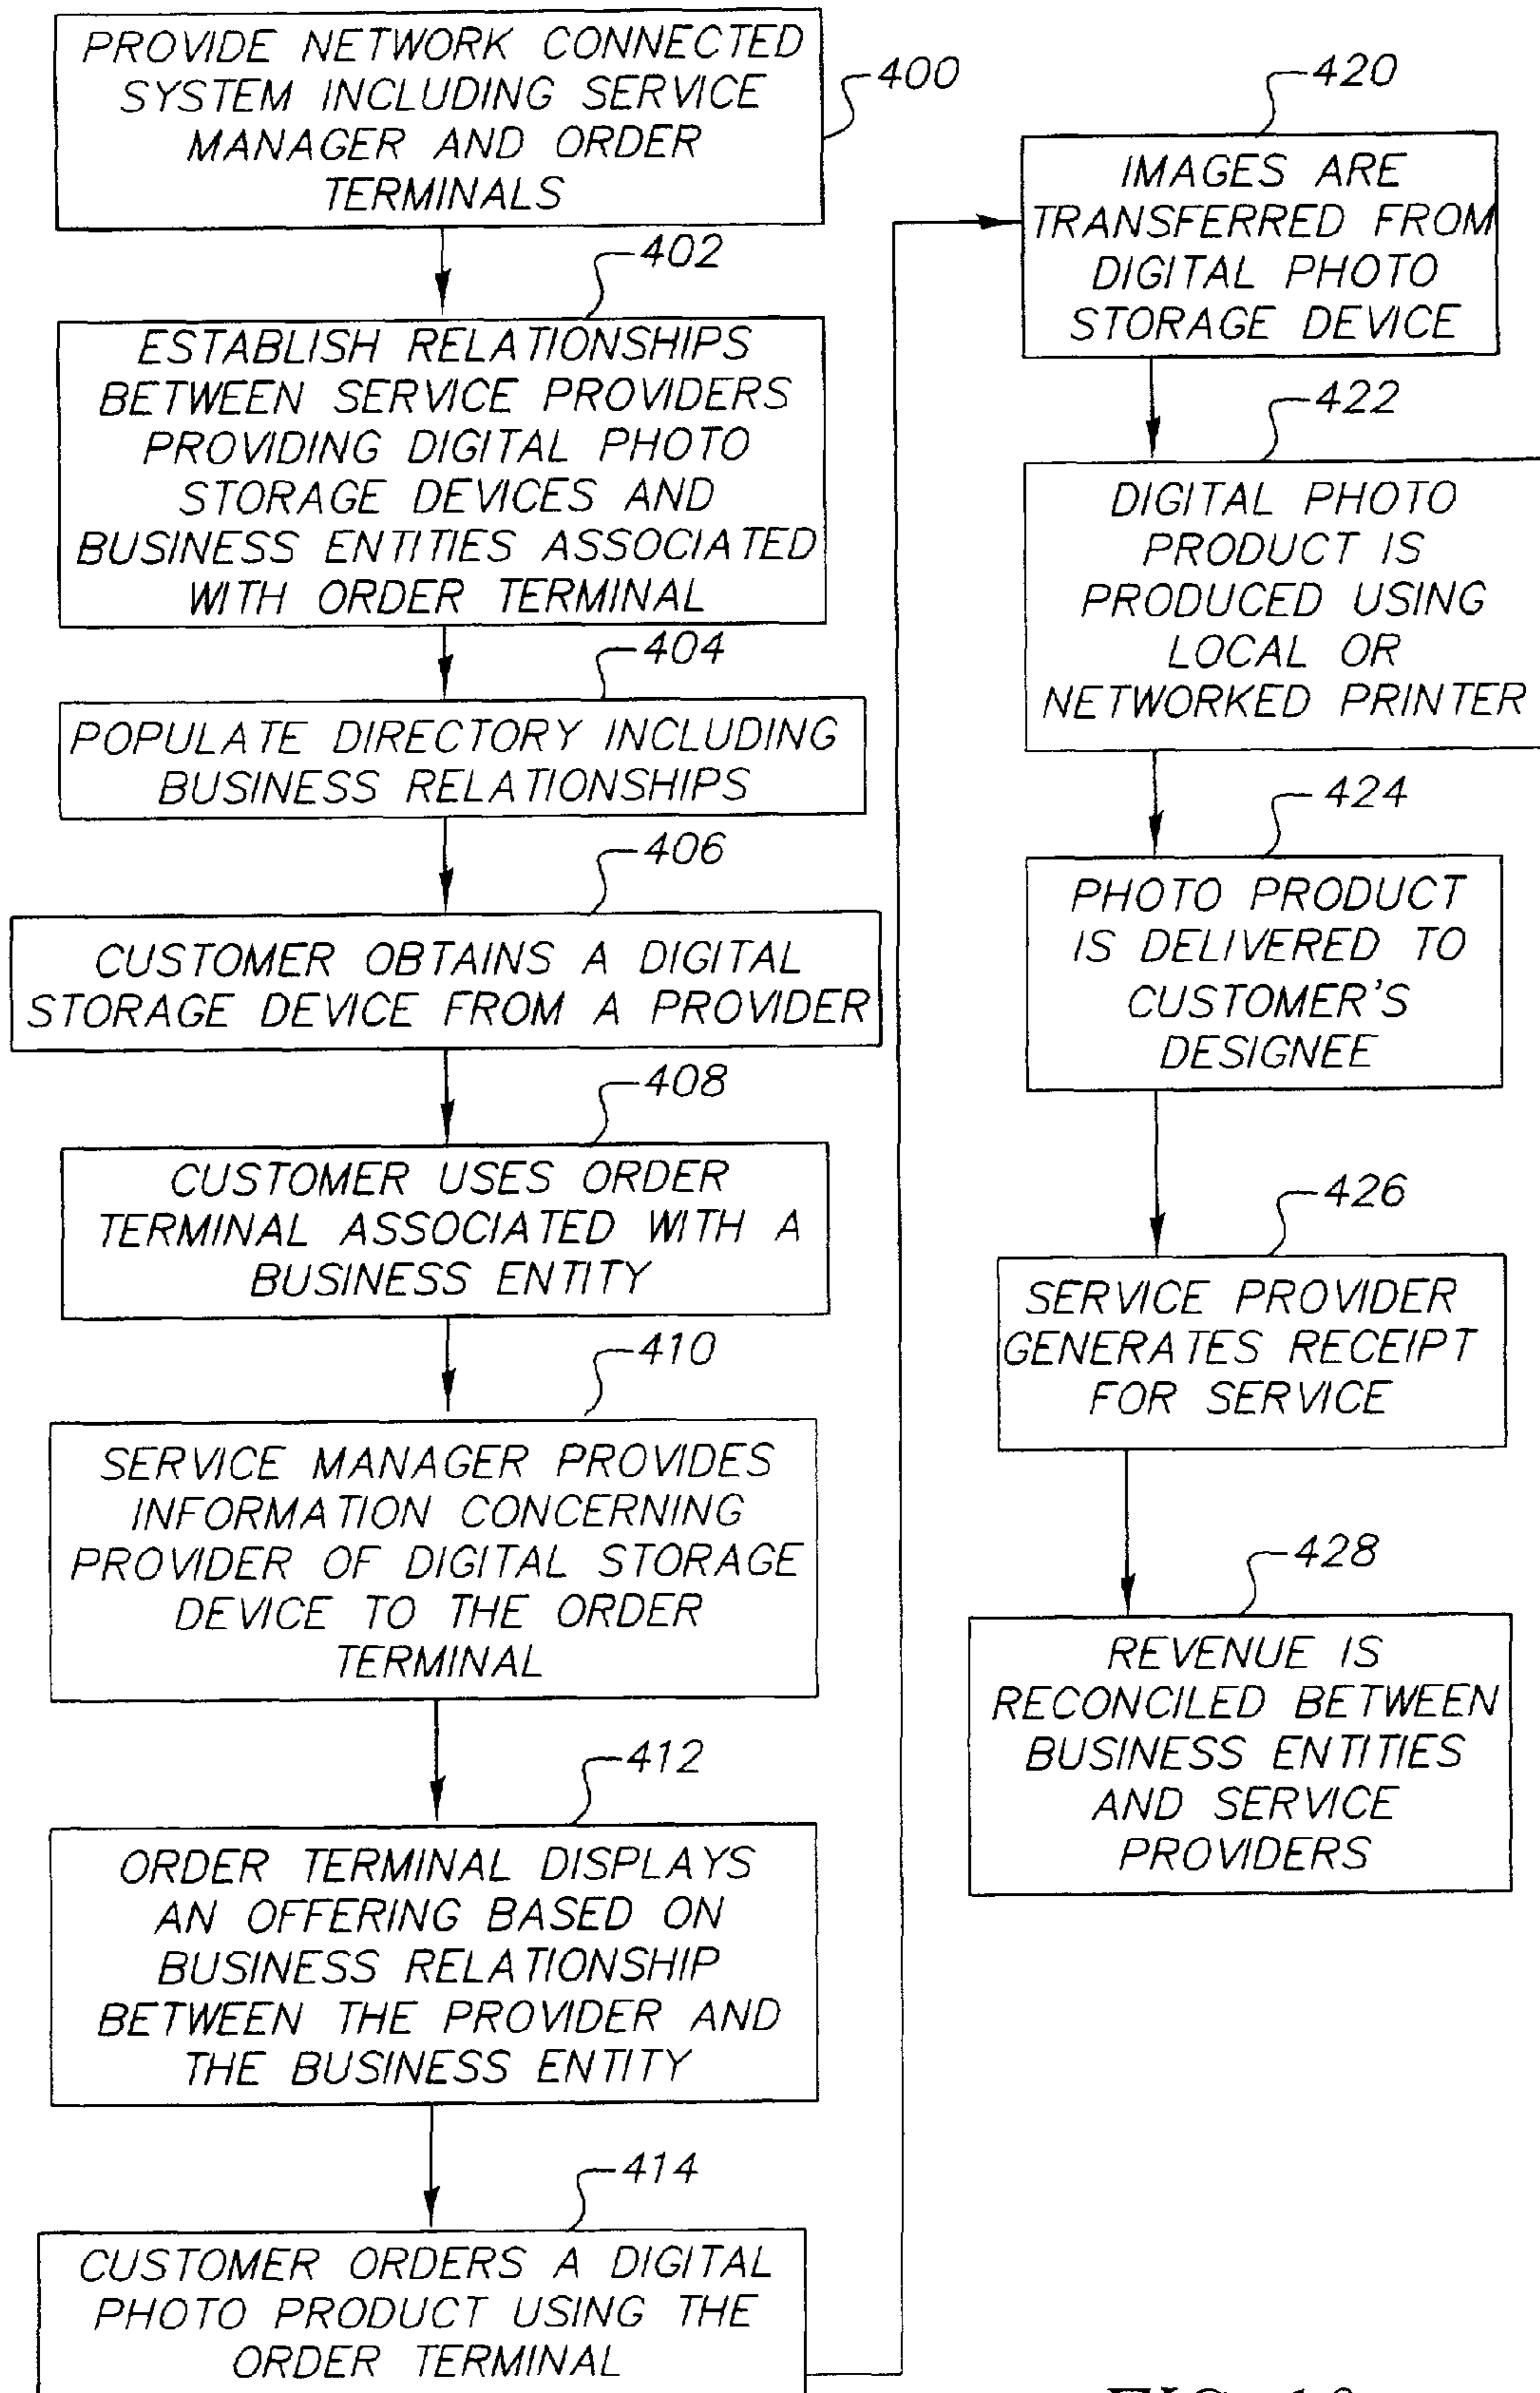 PROVIDE NETWORK CONNECTED
SYSTEM INCLUDING SERVICE
MANAGER AND ORDER
TERMINALS
400
402
ESTABLISH RELATIONSHIPS
BETWEEN SERVICE PROVIDERS
PROVIDING DIGITAL PHOTO
STORAGE DEVICES AND
BUSINESS ENTITIES ASSOCIATED
WITH ORDER TERMINAL
404
POPULATE DIRECTORY INCLUDING
BUSINESS RELATIONSHIPS
406
CUSTOMER OBTAINS A DIGITAL
STORAGE DEVICE FROM A PROVIDER
408
CUSTOMER USES ORDER
TERMINAL ASSOCIATED WITH A
BUSINESS ENTITY
410
SERVICE MANAGER PROVIDES
INFORMATION CONCERNING
PROVIDER OF DIGITAL STORAGE
DEVICE TO THE ORDER
TERMINAL
412
ORDER TERMINAL DISPLAYS
AN OFFERING BASED ON
BUSINESS RELATIONSHIP
BETWEEN THE PROVIDER AND
THE BUSINESS ENTITY
414
CUSTOMER ORDERS A DIGITAL
PHOTO PRODUCT USING THE
ORDER TERMINAL
420
IMAGES ARE
TRANSFERRED FROM
DIGITAL PHOTO
STORAGE DEVICE
422
DIGITAL PHOTO
PRODUCT IS
PRODUCED USING
LOCAL OR
NETWORKED PRINTER
424
PHOTO PRODUCT
IS DELIVERED TO
CUSTOMER'S
DESIGNEE
426
SERVICE PROVIDER
GENERATES RECEIPT
FOR SERVICE
428
REVENUE IS
RECONCILED BETWEEN
BUSINESS ENTITIES
AND SERVICE
PROVIDERS